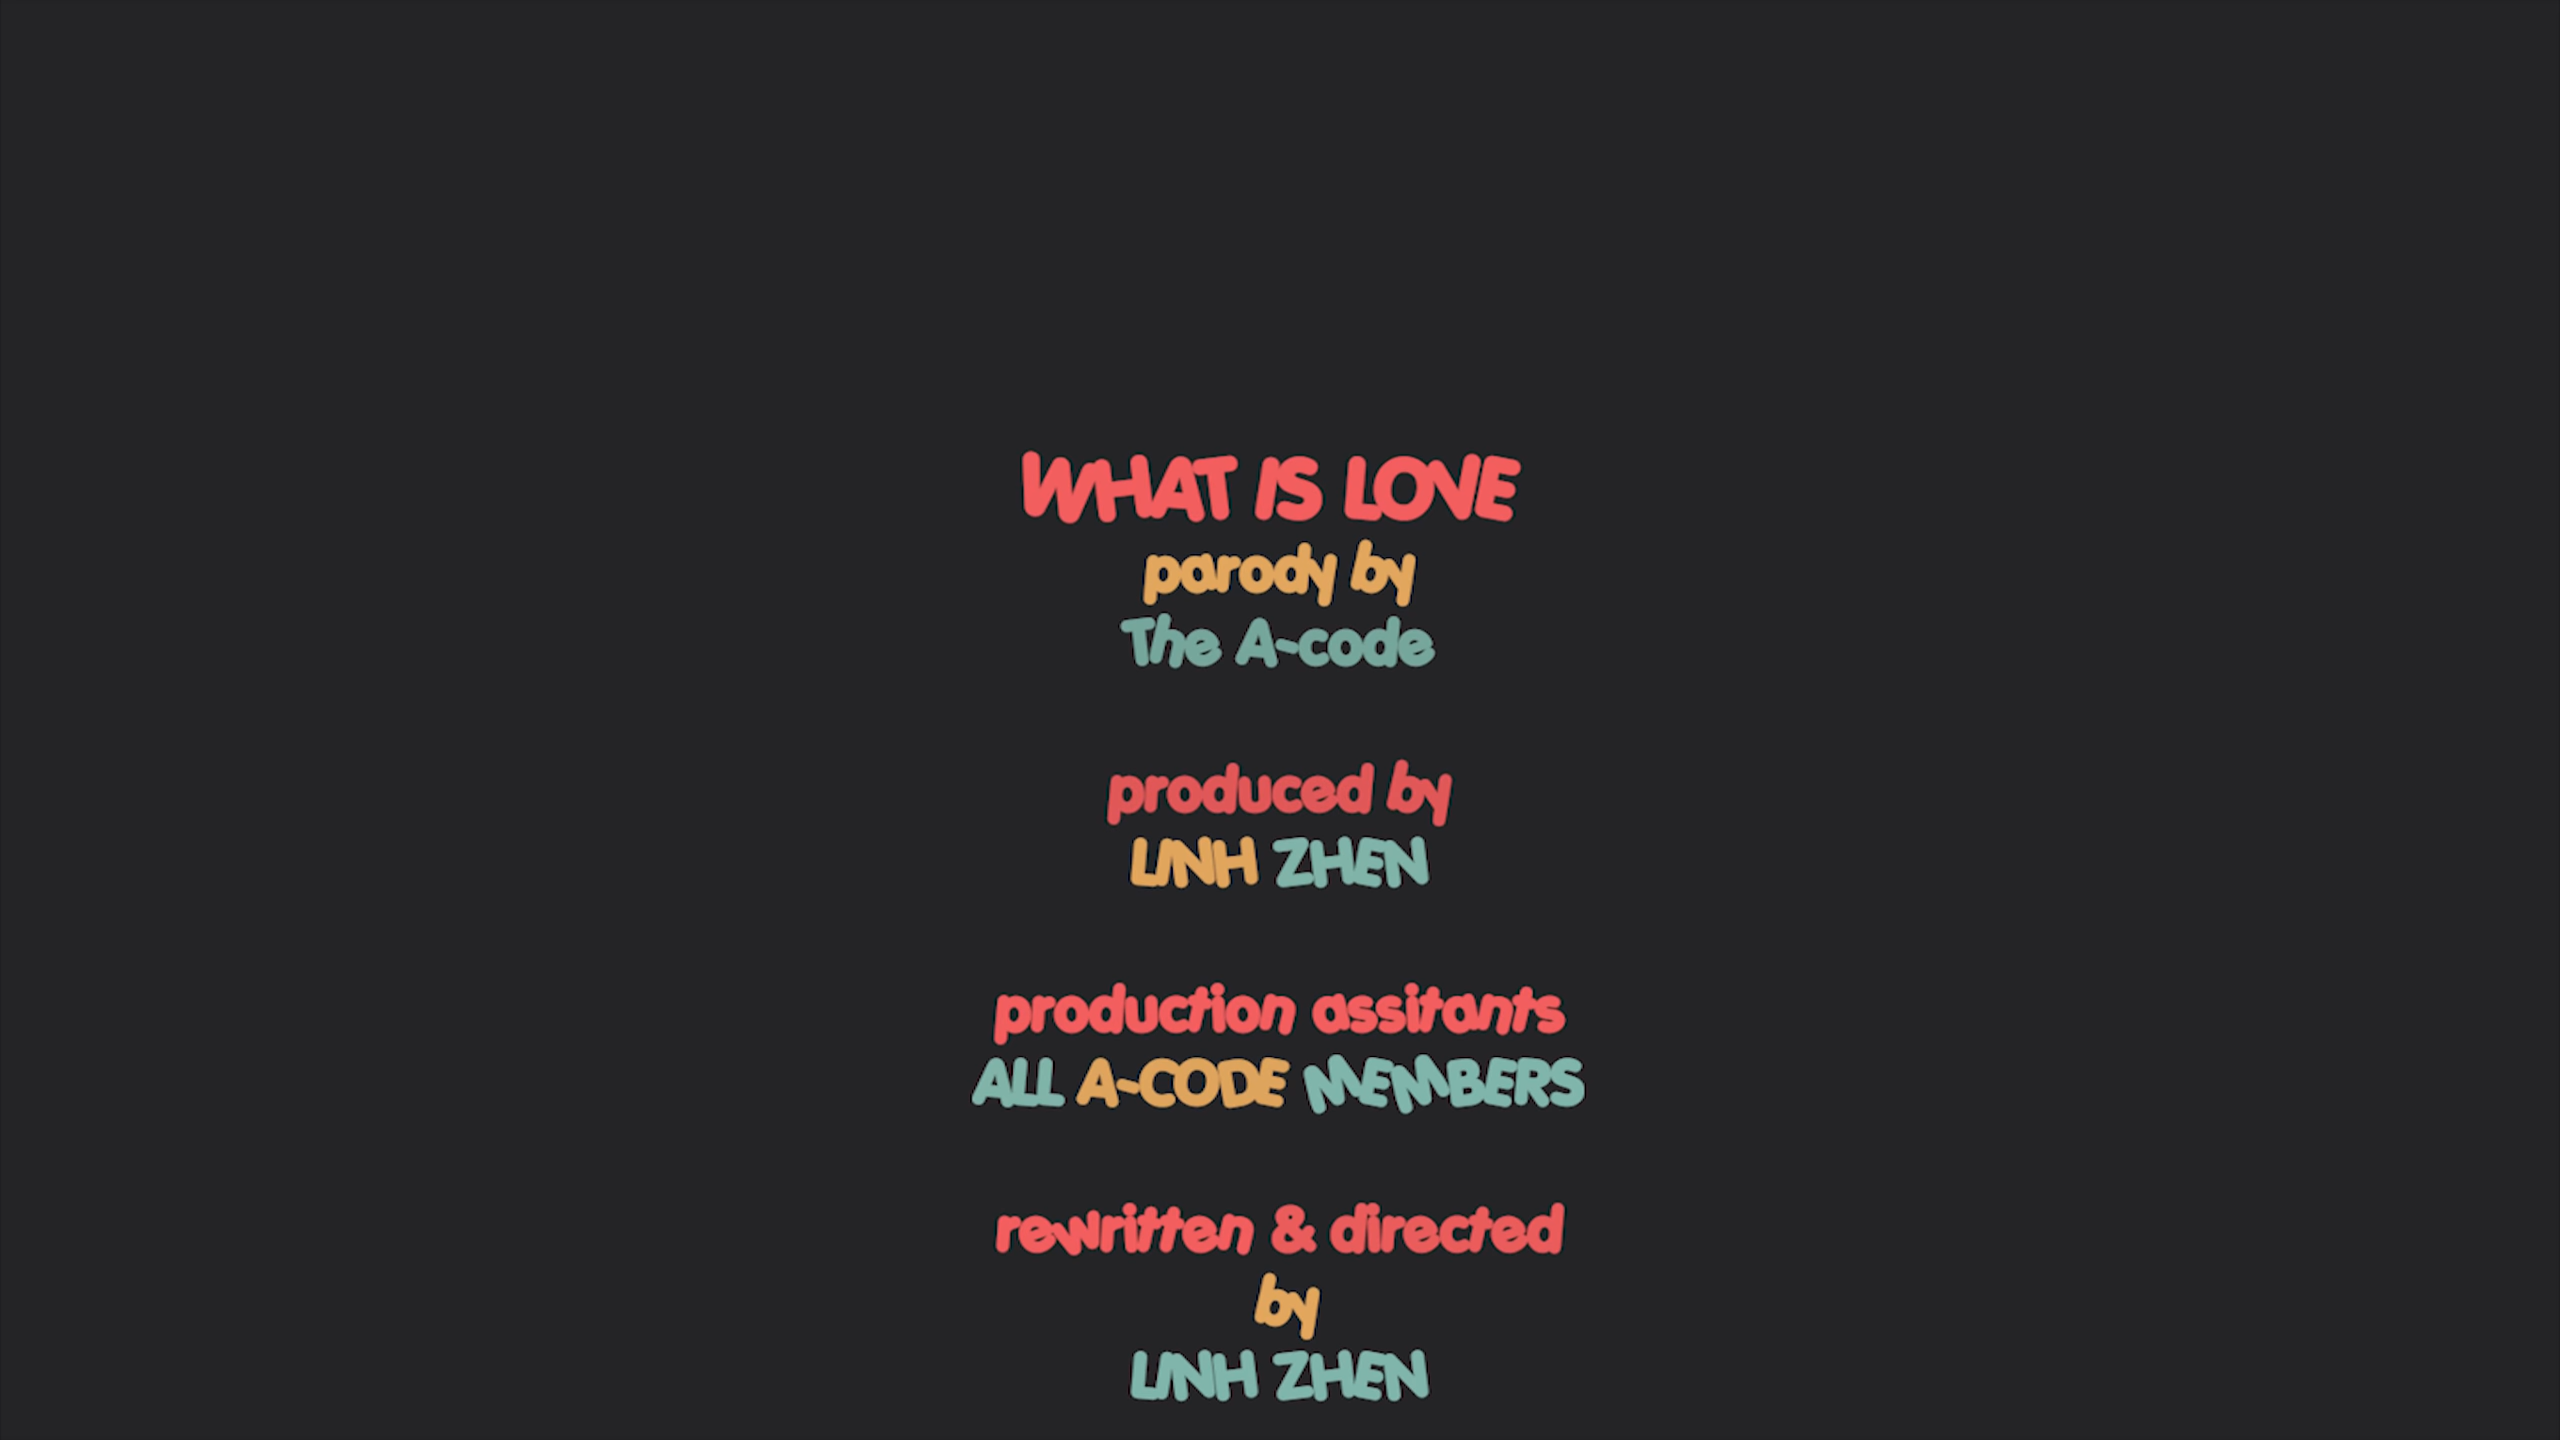 WHAT IS LOVE
parody by
The A-code
produced by
LINH ZHEN
production assitants
ALL A-CODE MEMBERS
rewritten & directed
by
LINH ZHEN